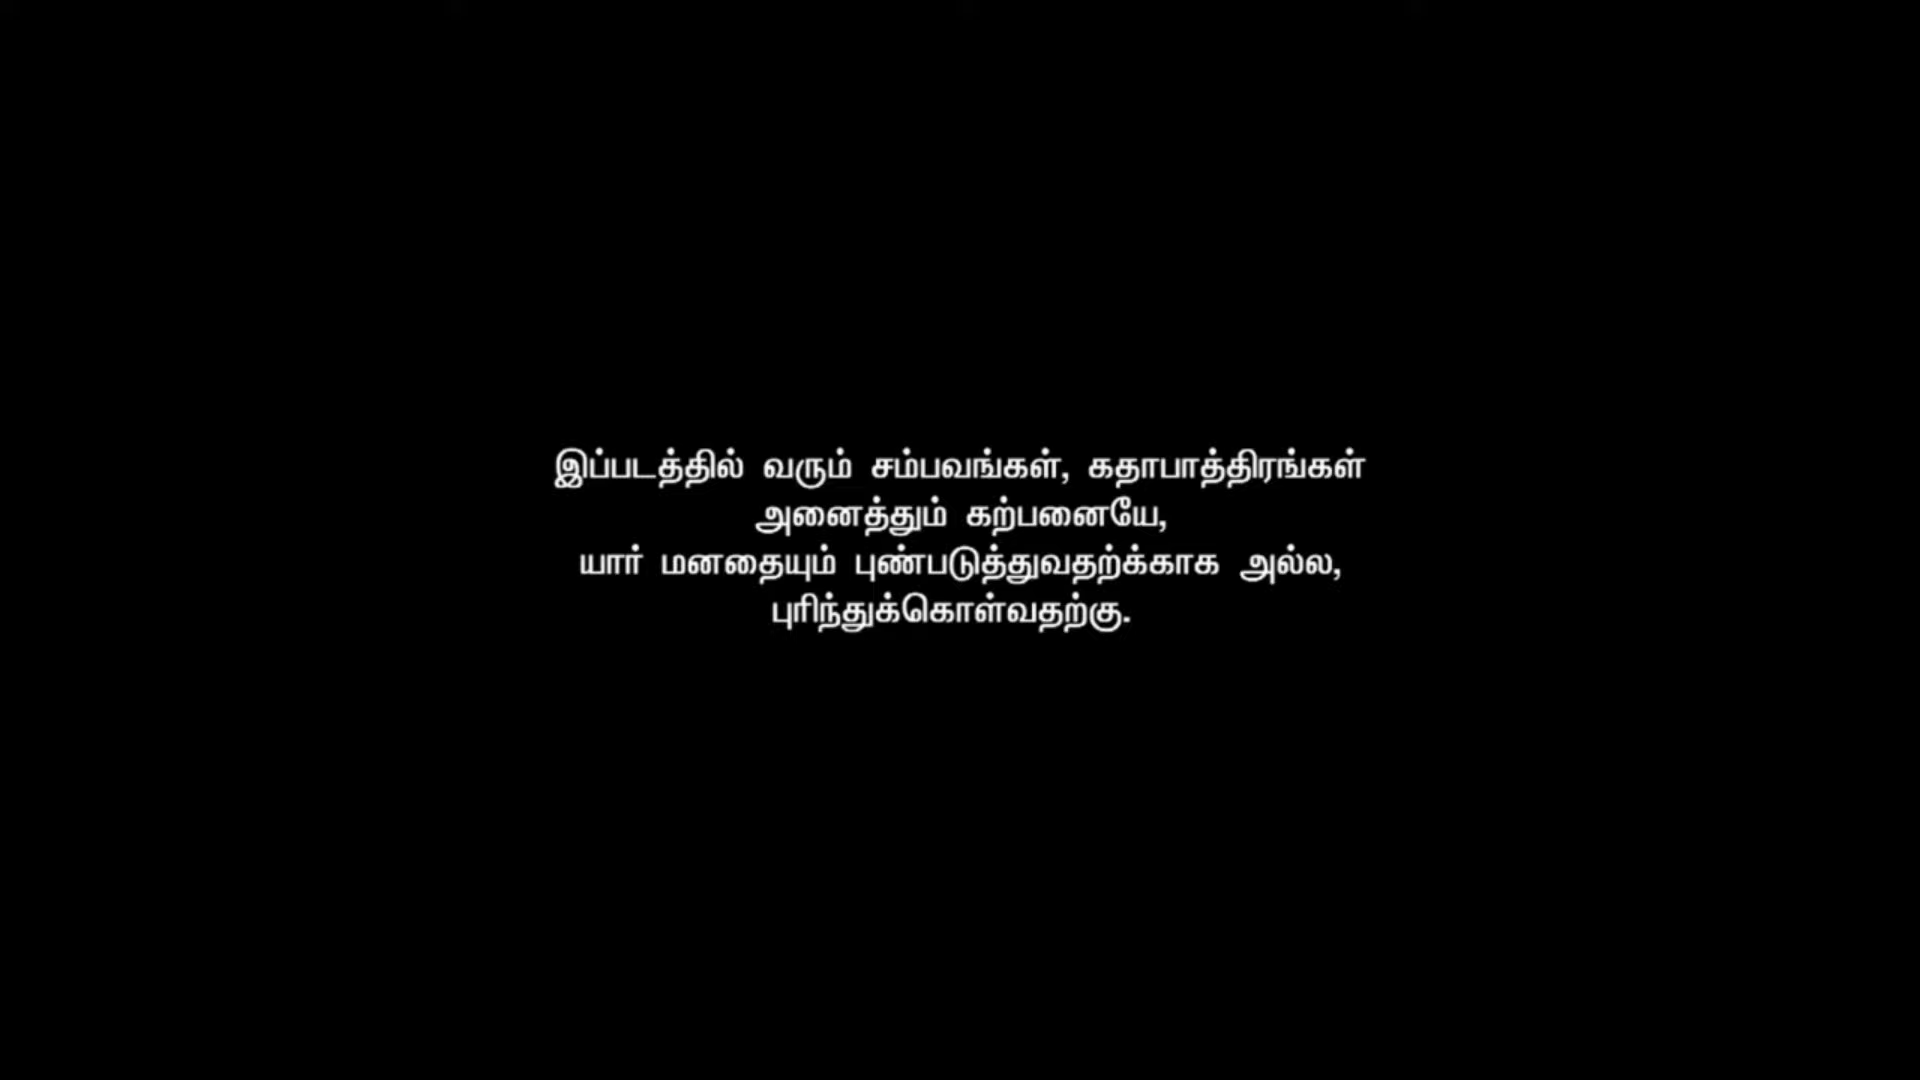 இப்படத்தில் வரும் சம்பவங்கள், கதாபாத்திரங்கள்
அனைத்தும் கற்பனையே,
யார் மனதையும் புண்படுத்துவதற்க்காக அல்ல,
புரிந்துக்கொள்வதற்கு.